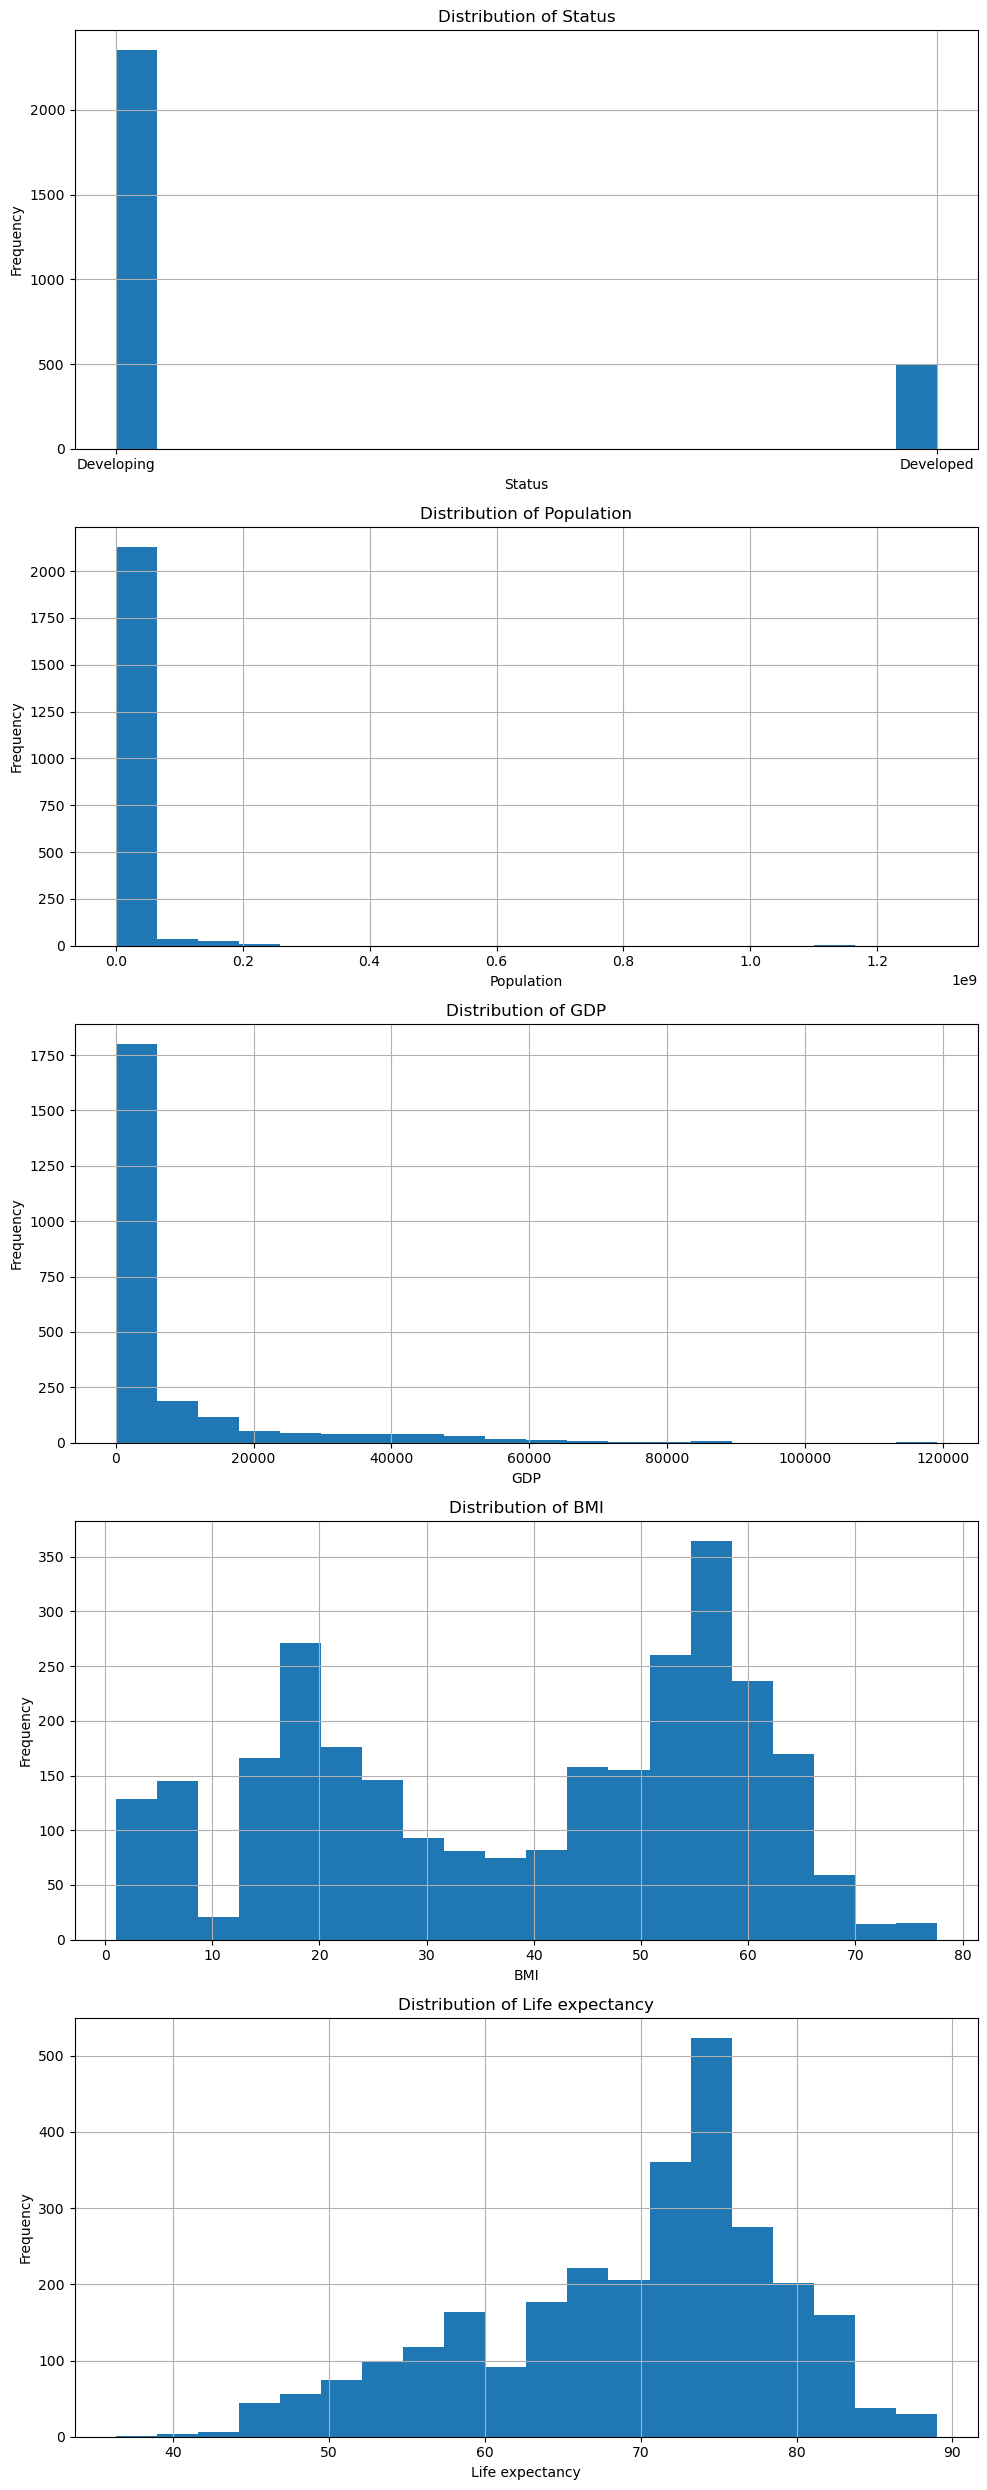 Distribution of Status
2000
1500
1000
500
0
Frequency
Developing Developed
Status
Distribution of Population
2000
1750
1500
1250
1000
750
500
250
0
Frequency
0.0 0.2 0.4 0.6 0.8 1.0 1.2
1e9
Population
Distribution of GDP
1750
1500
1250
1000
750
500
250
0
Frequency
0 20000 40000 60000 80000 100000 120000
GDP
Distribution of BMI
350
300
250
200
150
100
50
0
Frequency
0 10 20 30 40 50 60 70 80
BMI
Distribution of Life expectancy
500
400
300
200
100
0
Frequency
40 50 60 70 80 90
Life expectancy